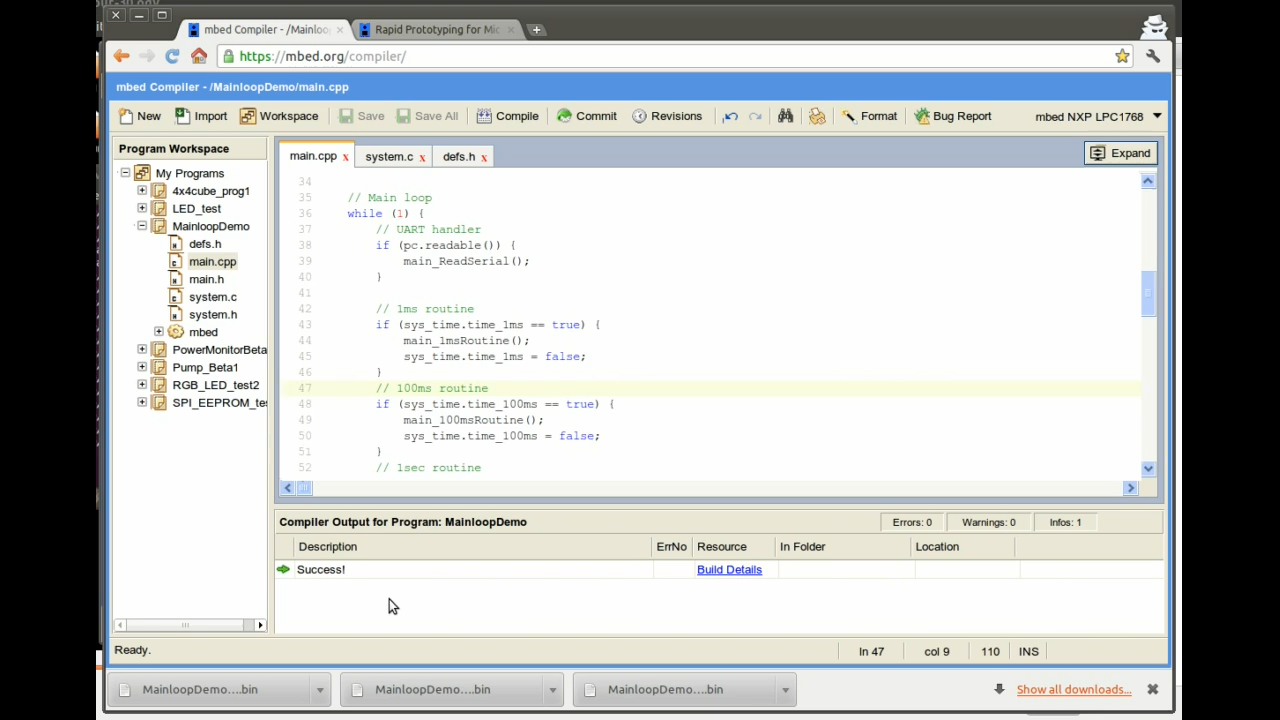 mbed Compiler - /Mainloo
Rapid Prototyping for Mic
https://mbed.org/compiler/
mbed Compiler - /MainloopDemo/main.cpp
New Import Workspace Save Save All Compile Commit Revisions Format Bug Report mbed NXP LPC1768
Program Workspace
My Programs
4x4cube_prog1
LED_test
MainloopDemo
defs.h
main.cpp
main.h
system.c
system.h
mbed
PowerMonitorBeta
Pump_Beta1
RGB_LED_test2
SPI_EEPROM_tes
main.cpp x system.c x defs.h x
Expand
34
35 // Main loop
36 while (1) {
37 // UART handler
38 if (pc.readable()) {
39 main_ReadSerial();
40 }
41
42 // 1ms routine
43 if (sys_time.time_1ms == true) {
44 main_1msRoutine();
45 sys_time.time_1ms = false;
46 }
47 // 100ms routine
48 if (sys_time.time_100ms == true) {
49 main_100msRoutine();
50 sys_time.time_100ms = false;
51 }
52 // 1sec routine
Compiler Output for Program: MainloopDemo
Errors: 0 Warnings: 0 Infos: 1
Description ErrNo Resource In Folder Location
Success! Build Details
Ready.
ln 47 col 9 110 INS
MainloopDemo....bin MainloopDemo....bin MainloopDemo....bin Show all downloads...